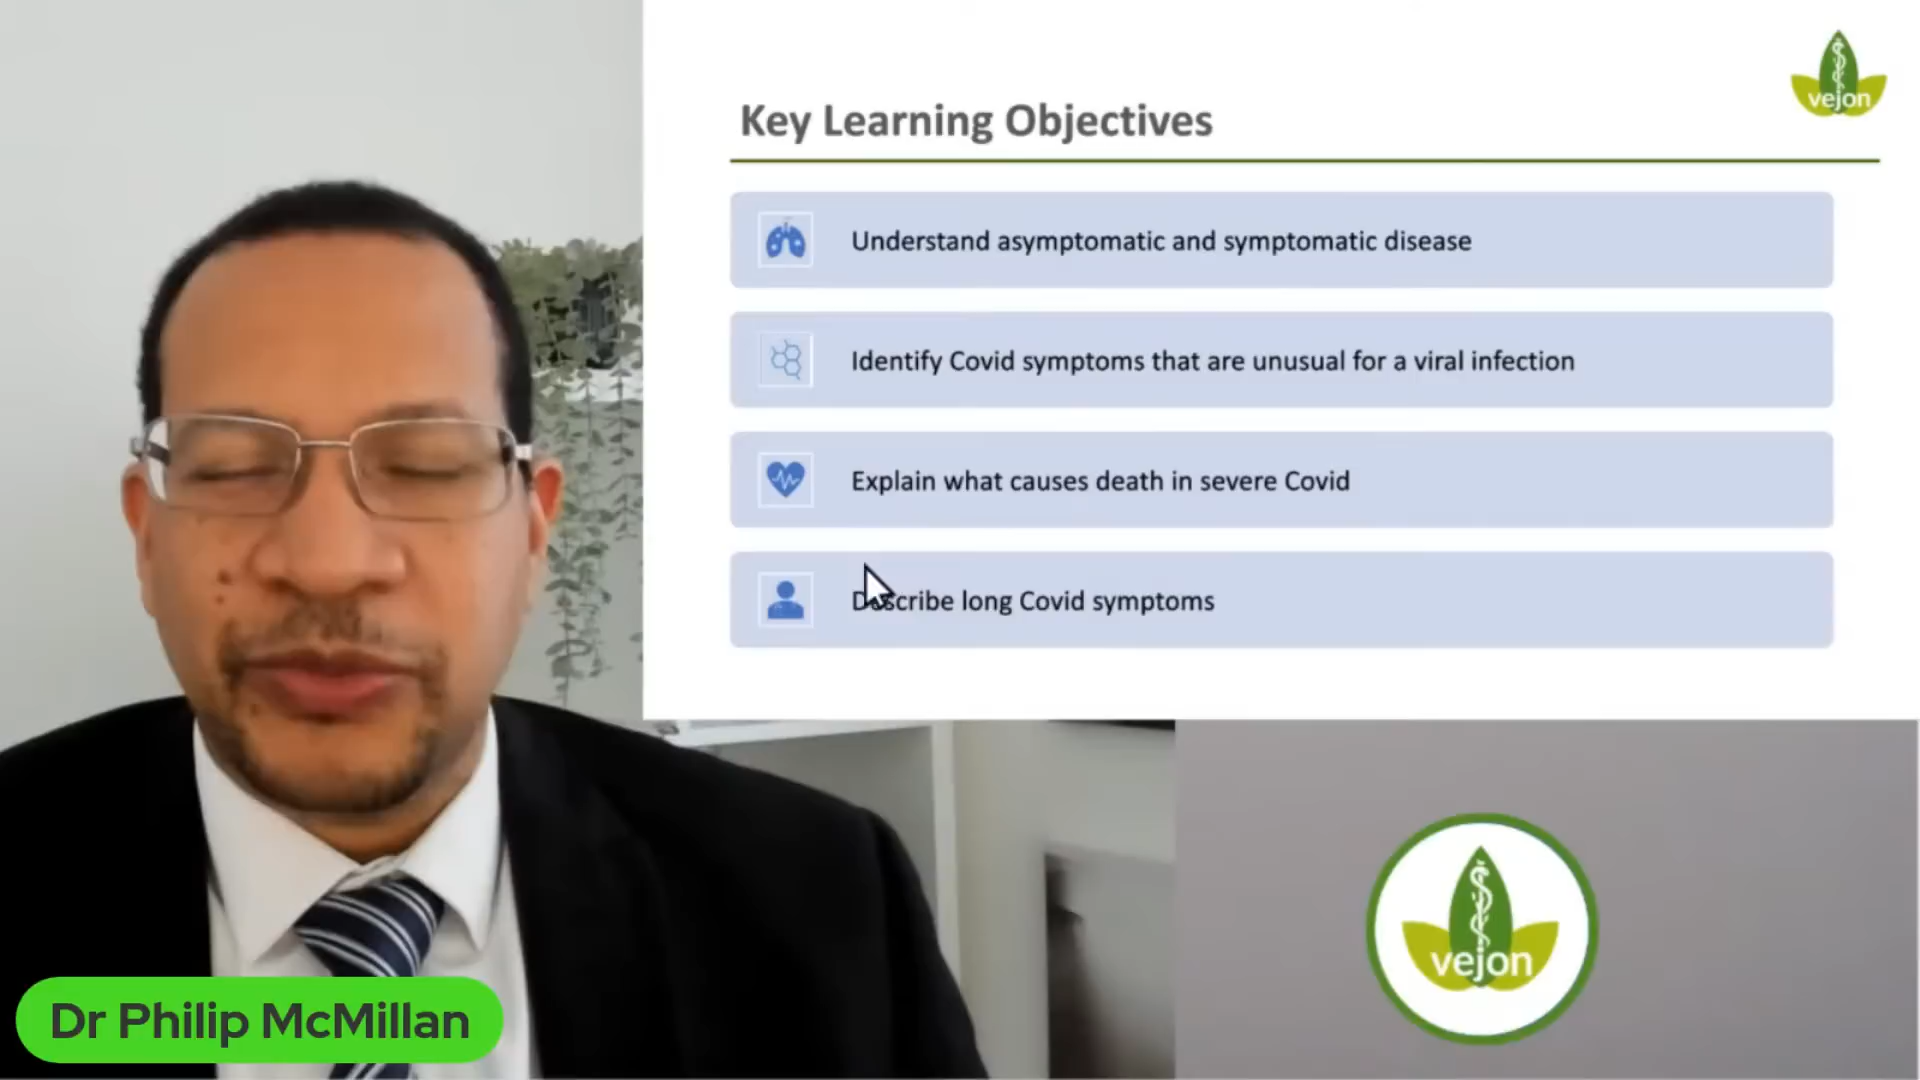 vejon
Key Learning Objectives
Understand asymptomatic and symptomatic disease
Identify Covid symptoms that are unusual for a viral infection
Explain what causes death in severe Covid
Describe long Covid symptoms
vejon
Dr Philip McMillan